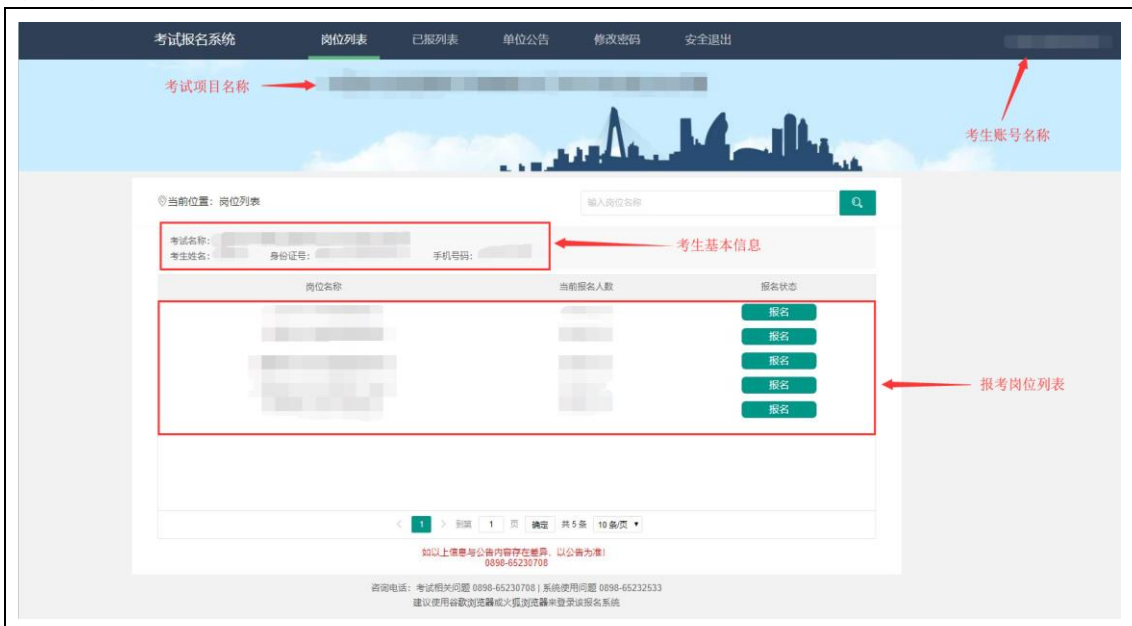 考试报名系统 岗位列表 已报列表 单位公告 修改密码 安全退出
考试项目名称
考生账号名称
当前位置：岗位列表 输入岗位名称
考试名称：
考生姓名： 身份证号： 手机号码：
考生基本信息
岗位名称 当前报名人数 报名状态
报名
报名
报名
报名
报名
报考岗位列表
< 1 > 到第 1 页 确定 共 5 条 10 条/页
如以上信息与公告内容存在差异，以公告为准！
0898-65230708
咨询电话：考试相关问题 0898-65230708 | 系统使用问题 0898-65232533
建议使用谷歌浏览器或火狐浏览器来登录该报名系统